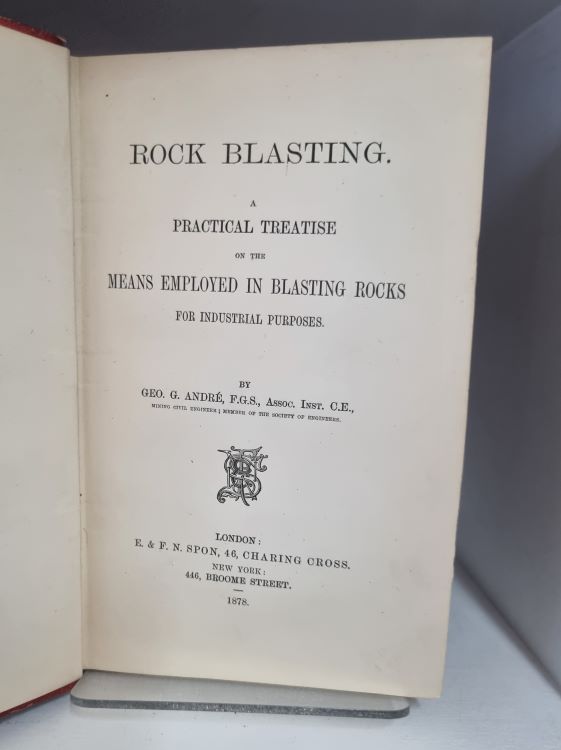 ROCK BLASTING.
A
PRACTICAL TREATISE
ON THE
MEANS EMPLOYED IN BLASTING ROCKS
FOR INDUSTRIAL PURPOSES.
BY
GEO. G. ANDRÉ, F.G.S., ASSOC. INST. C.E.,
MINING CIVIL ENGINEER; MEMBER OF THE SOCIETY OF ENGINEERS.
LONDON:
E. & F. N. SPON, 46, CHARING CROSS.
NEW YORK:
446, BROOME STREET.
1878.